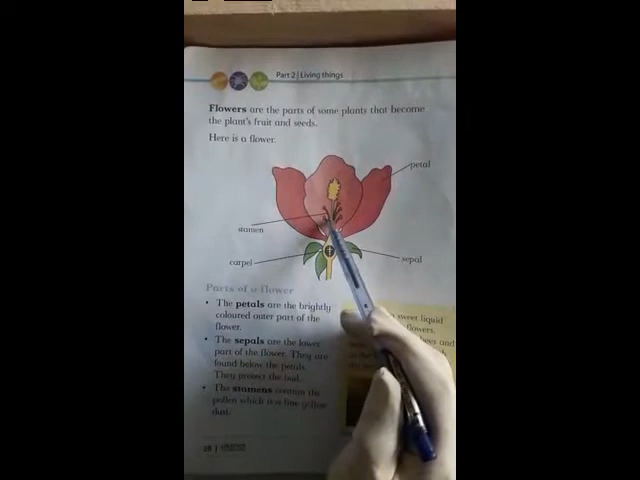 Part 2 | Living things
Flowers are the parts of some plants that become
the plant's fruit and seeds.
Here is a flower.
petal
stamen
carpel
sepal
Parts of a flower
• The petals are the brightly
coloured outer part of the
flower.
• The sepals are the lower
part of the flower. They are
found below the petals.
They protect the bud.
• The stamens contain the
pollen which is a fine yellow
dust.
sweet liquid
flowers.
bees and